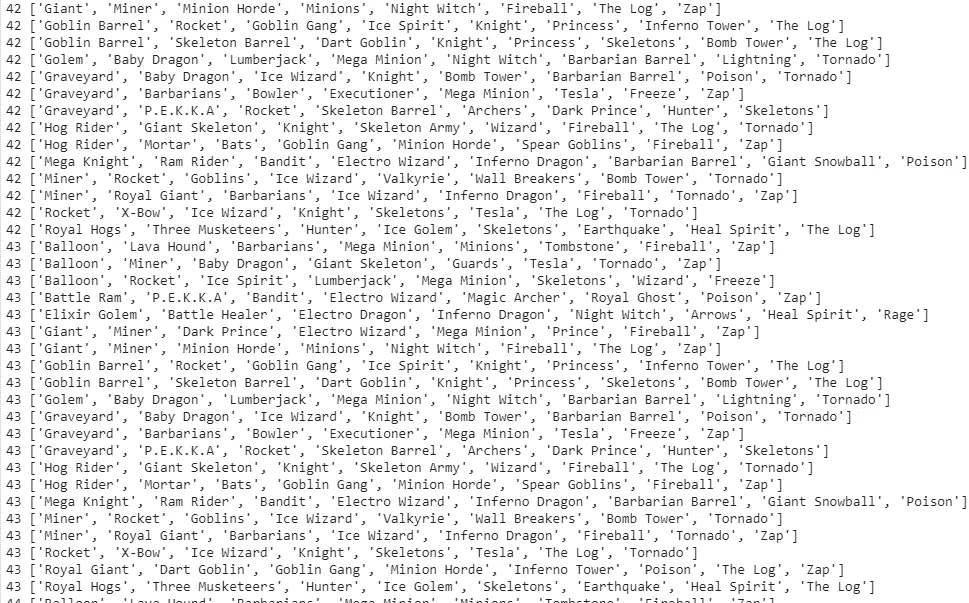 42 ['Giant', 'Miner', 'Minion Horde', 'Minions', 'Night Witch', 'Fireball', 'The Log', 'Zap']
42 ['Goblin Barrel', 'Rocket', 'Goblin Gang', 'Ice Spirit', 'Knight', 'Princess', 'Inferno Tower', 'The Log']
42 ['Goblin Barrel', 'Skeleton Barrel', 'Dart Goblin', 'Knight', 'Princess', 'Skeletons', 'Bomb Tower', 'The Log']
42 ['Golem', 'Baby Dragon', 'Lumberjack', 'Mega Minion', 'Night Witch', 'Barbarian Barrel', 'Lightning', 'Tornado']
42 ['Graveyard', 'Baby Dragon', 'Ice Wizard', 'Knight', 'Bomb Tower', 'Barbarian Barrel', 'Poison', 'Tornado']
42 ['Graveyard', 'Barbarians', 'Bowler', 'Executioner', 'Mega Minion', 'Tesla', 'Freeze', 'Zap']
42 ['Graveyard', 'P.E.K.K.A', 'Rocket', 'Skeleton Barrel', 'Archers', 'Dark Prince', 'Hunter', 'Skeletons']
42 ['Hog Rider', 'Giant Skeleton', 'Knight', 'Skeleton Army', 'Wizard', 'Fireball', 'The Log', 'Tornado']
42 ['Hog Rider', 'Mortar', 'Bats', 'Goblin Gang', 'Minion Horde', 'Spear Goblins', 'Fireball', 'Zap']
42 ['Mega Knight', 'Ram Rider', 'Bandit', 'Electro Wizard', 'Inferno Dragon', 'Barbarian Barrel', 'Giant Snowball', 'Poison']
42 ['Miner', 'Rocket', 'Goblins', 'Ice Wizard', 'Valkyrie', 'Wall Breakers', 'Bomb Tower', 'Tornado']
42 ['Miner', 'Royal Giant', 'Barbarians', 'Ice Wizard', 'Inferno Dragon', 'Fireball', 'Tornado', 'Zap']
42 ['Rocket', 'X-Bow', 'Ice Wizard', 'Knight', 'Skeletons', 'Tesla', 'The Log', 'Tornado']
42 ['Royal Hogs', 'Three Musketeers', 'Hunter', 'Ice Golem', 'Skeletons', 'Earthquake', 'Heal Spirit', 'The Log']
43 ['Balloon', 'Lava Hound', 'Barbarians', 'Mega Minion', 'Minions', 'Tombstone', 'Fireball', 'Zap']
43 ['Balloon', 'Miner', 'Baby Dragon', 'Giant Skeleton', 'Guards', 'Tesla', 'Tornado', 'Zap']
43 ['Balloon', 'Rocket', 'Ice Spirit', 'Lumberjack', 'Mega Minion', 'Skeletons', 'Wizard', 'Freeze']
43 ['Battle Ram', 'P.E.K.K.A', 'Bandit', 'Electro Wizard', 'Magic Archer', 'Royal Ghost', 'Poison', 'Zap']
43 ['Elixir Golem', 'Battle Healer', 'Electro Dragon', 'Inferno Dragon', 'Night Witch', 'Arrows', 'Heal Spirit', 'Rage']
43 ['Giant', 'Miner', 'Dark Prince', 'Electro Wizard', 'Mega Minion', 'Prince', 'Fireball', 'Zap']
43 ['Giant', 'Miner', 'Minion Horde', 'Minions', 'Night Witch', 'Fireball', 'The Log', 'Zap']
43 ['Goblin Barrel', 'Rocket', 'Goblin Gang', 'Ice Spirit', 'Knight', 'Princess', 'Inferno Tower', 'The Log']
43 ['Goblin Barrel', 'Skeleton Barrel', 'Dart Goblin', 'Knight', 'Princess', 'Skeletons', 'Bomb Tower', 'The Log']
43 ['Golem', 'Baby Dragon', 'Lumberjack', 'Mega Minion', 'Night Witch', 'Barbarian Barrel', 'Lightning', 'Tornado']
43 ['Graveyard', 'Baby Dragon', 'Ice Wizard', 'Knight', 'Bomb Tower', 'Barbarian Barrel', 'Poison', 'Tornado']
43 ['Graveyard', 'Barbarians', 'Bowler', 'Executioner', 'Mega Minion', 'Tesla', 'Freeze', 'Zap']
43 ['Graveyard', 'P.E.K.K.A', 'Rocket', 'Skeleton Barrel', 'Archers', 'Dark Prince', 'Hunter', 'Skeletons']
43 ['Hog Rider', 'Giant Skeleton', 'Knight', 'Skeleton Army', 'Wizard', 'Fireball', 'The Log', 'Tornado']
43 ['Hog Rider', 'Mortar', 'Bats', 'Goblin Gang', 'Minion Horde', 'Spear Goblins', 'Fireball', 'Zap']
43 ['Mega Knight', 'Ram Rider', 'Bandit', 'Electro Wizard', 'Inferno Dragon', 'Barbarian Barrel', 'Giant Snowball', 'Poison']
43 ['Miner', 'Rocket', 'Goblins', 'Ice Wizard', 'Valkyrie', 'Wall Breakers', 'Bomb Tower', 'Tornado']
43 ['Miner', 'Royal Giant', 'Barbarians', 'Ice Wizard', 'Inferno Dragon', 'Fireball', 'Tornado', 'Zap']
43 ['Rocket', 'X-Bow', 'Ice Wizard', 'Knight', 'Skeletons', 'Tesla', 'The Log', 'Tornado']
43 ['Royal Giant', 'Dart Goblin', 'Goblin Gang', 'Minion Horde', 'Inferno Tower', 'Poison', 'The Log', 'Zap']
43 ['Royal Hogs', 'Three Musketeers', 'Hunter', 'Ice Golem', 'Skeletons', 'Earthquake', 'Heal Spirit', 'The Log']